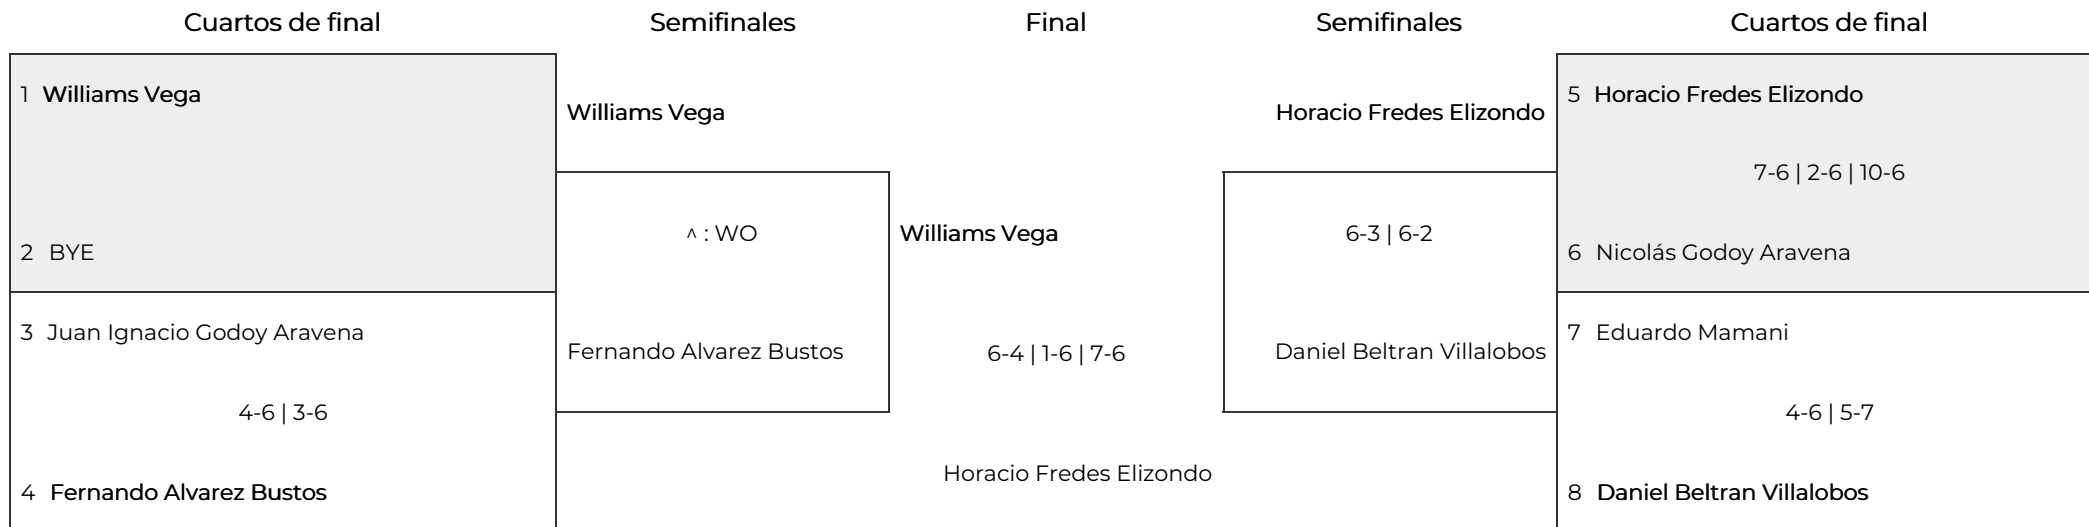 Cuartos de final
Semifinales
Final
Semifinales
Cuartos de final
1 Williams Vega
2 BYE
3 Juan Ignacio Godoy Aravena
4-6 | 3-6
4 Fernando Alvarez Bustos
Williams Vega
^ : WO
Fernando Alvarez Bustos
Williams Vega
6-4 | 1-6 | 7-6
Horacio Fredes Elizondo
Horacio Fredes Elizondo
6-3 | 6-2
Daniel Beltran Villalobos
5 Horacio Fredes Elizondo
7-6 | 2-6 | 10-6
6 Nicolás Godoy Aravena
7 Eduardo Mamani
4-6 | 5-7
8 Daniel Beltran Villalobos